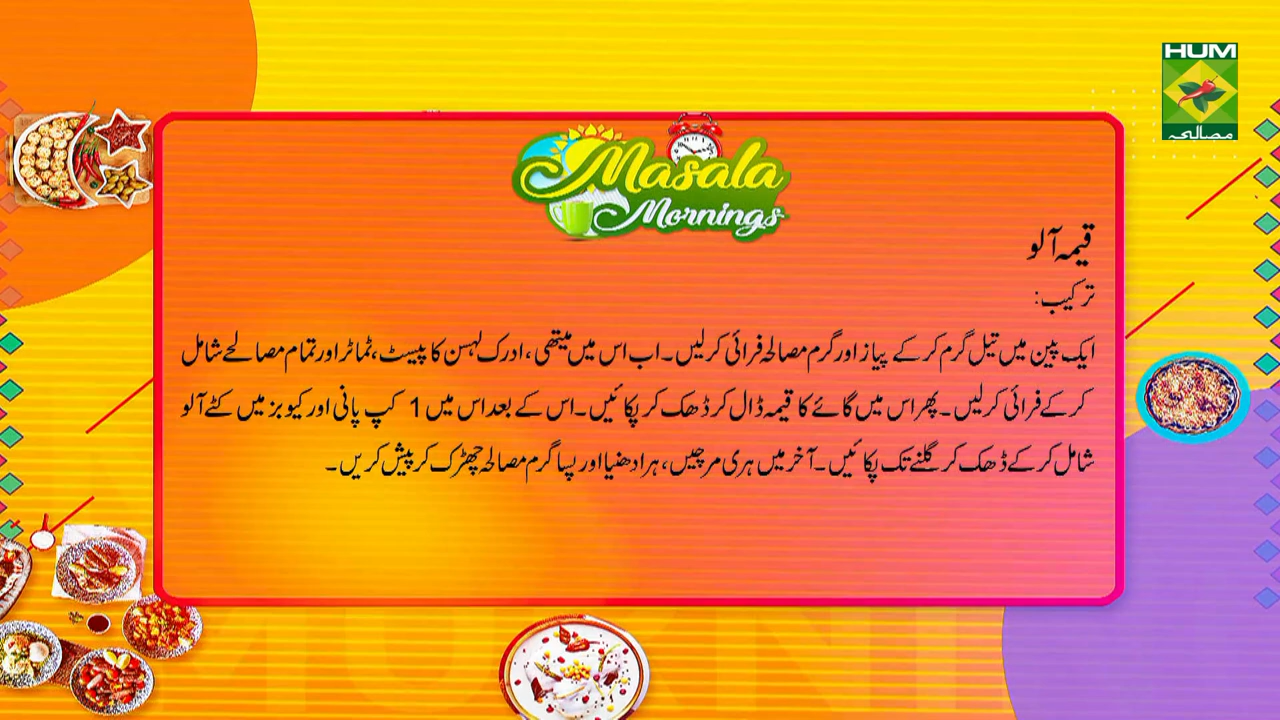 HUM
مصالحہ
Masala
Mornings
قیمہ آلو
ترکیب:
ایک پین میں تیل گرم کر کے پیاز اور گرم مصالحہ فرائی کر لیں۔ اب اس میں میتھی، ادرک لہسن کا پیسٹ، ٹماٹر اور تمام مصالحے شامل
کر کے فرائی کر لیں۔ پھر اس میں گائے کا قیمہ ڈال کر ڈھک کر پکائیں۔ اس کے بعد اس میں 1 کپ پانی اور کیوبز میں کٹے آلو
شامل کر کے ڈھک کر گلنے تک پکائیں۔ آخر میں ہری مرچیں، ہرا دھنیا اور پسا گرم مصالحہ چھڑک کر پیش کریں۔